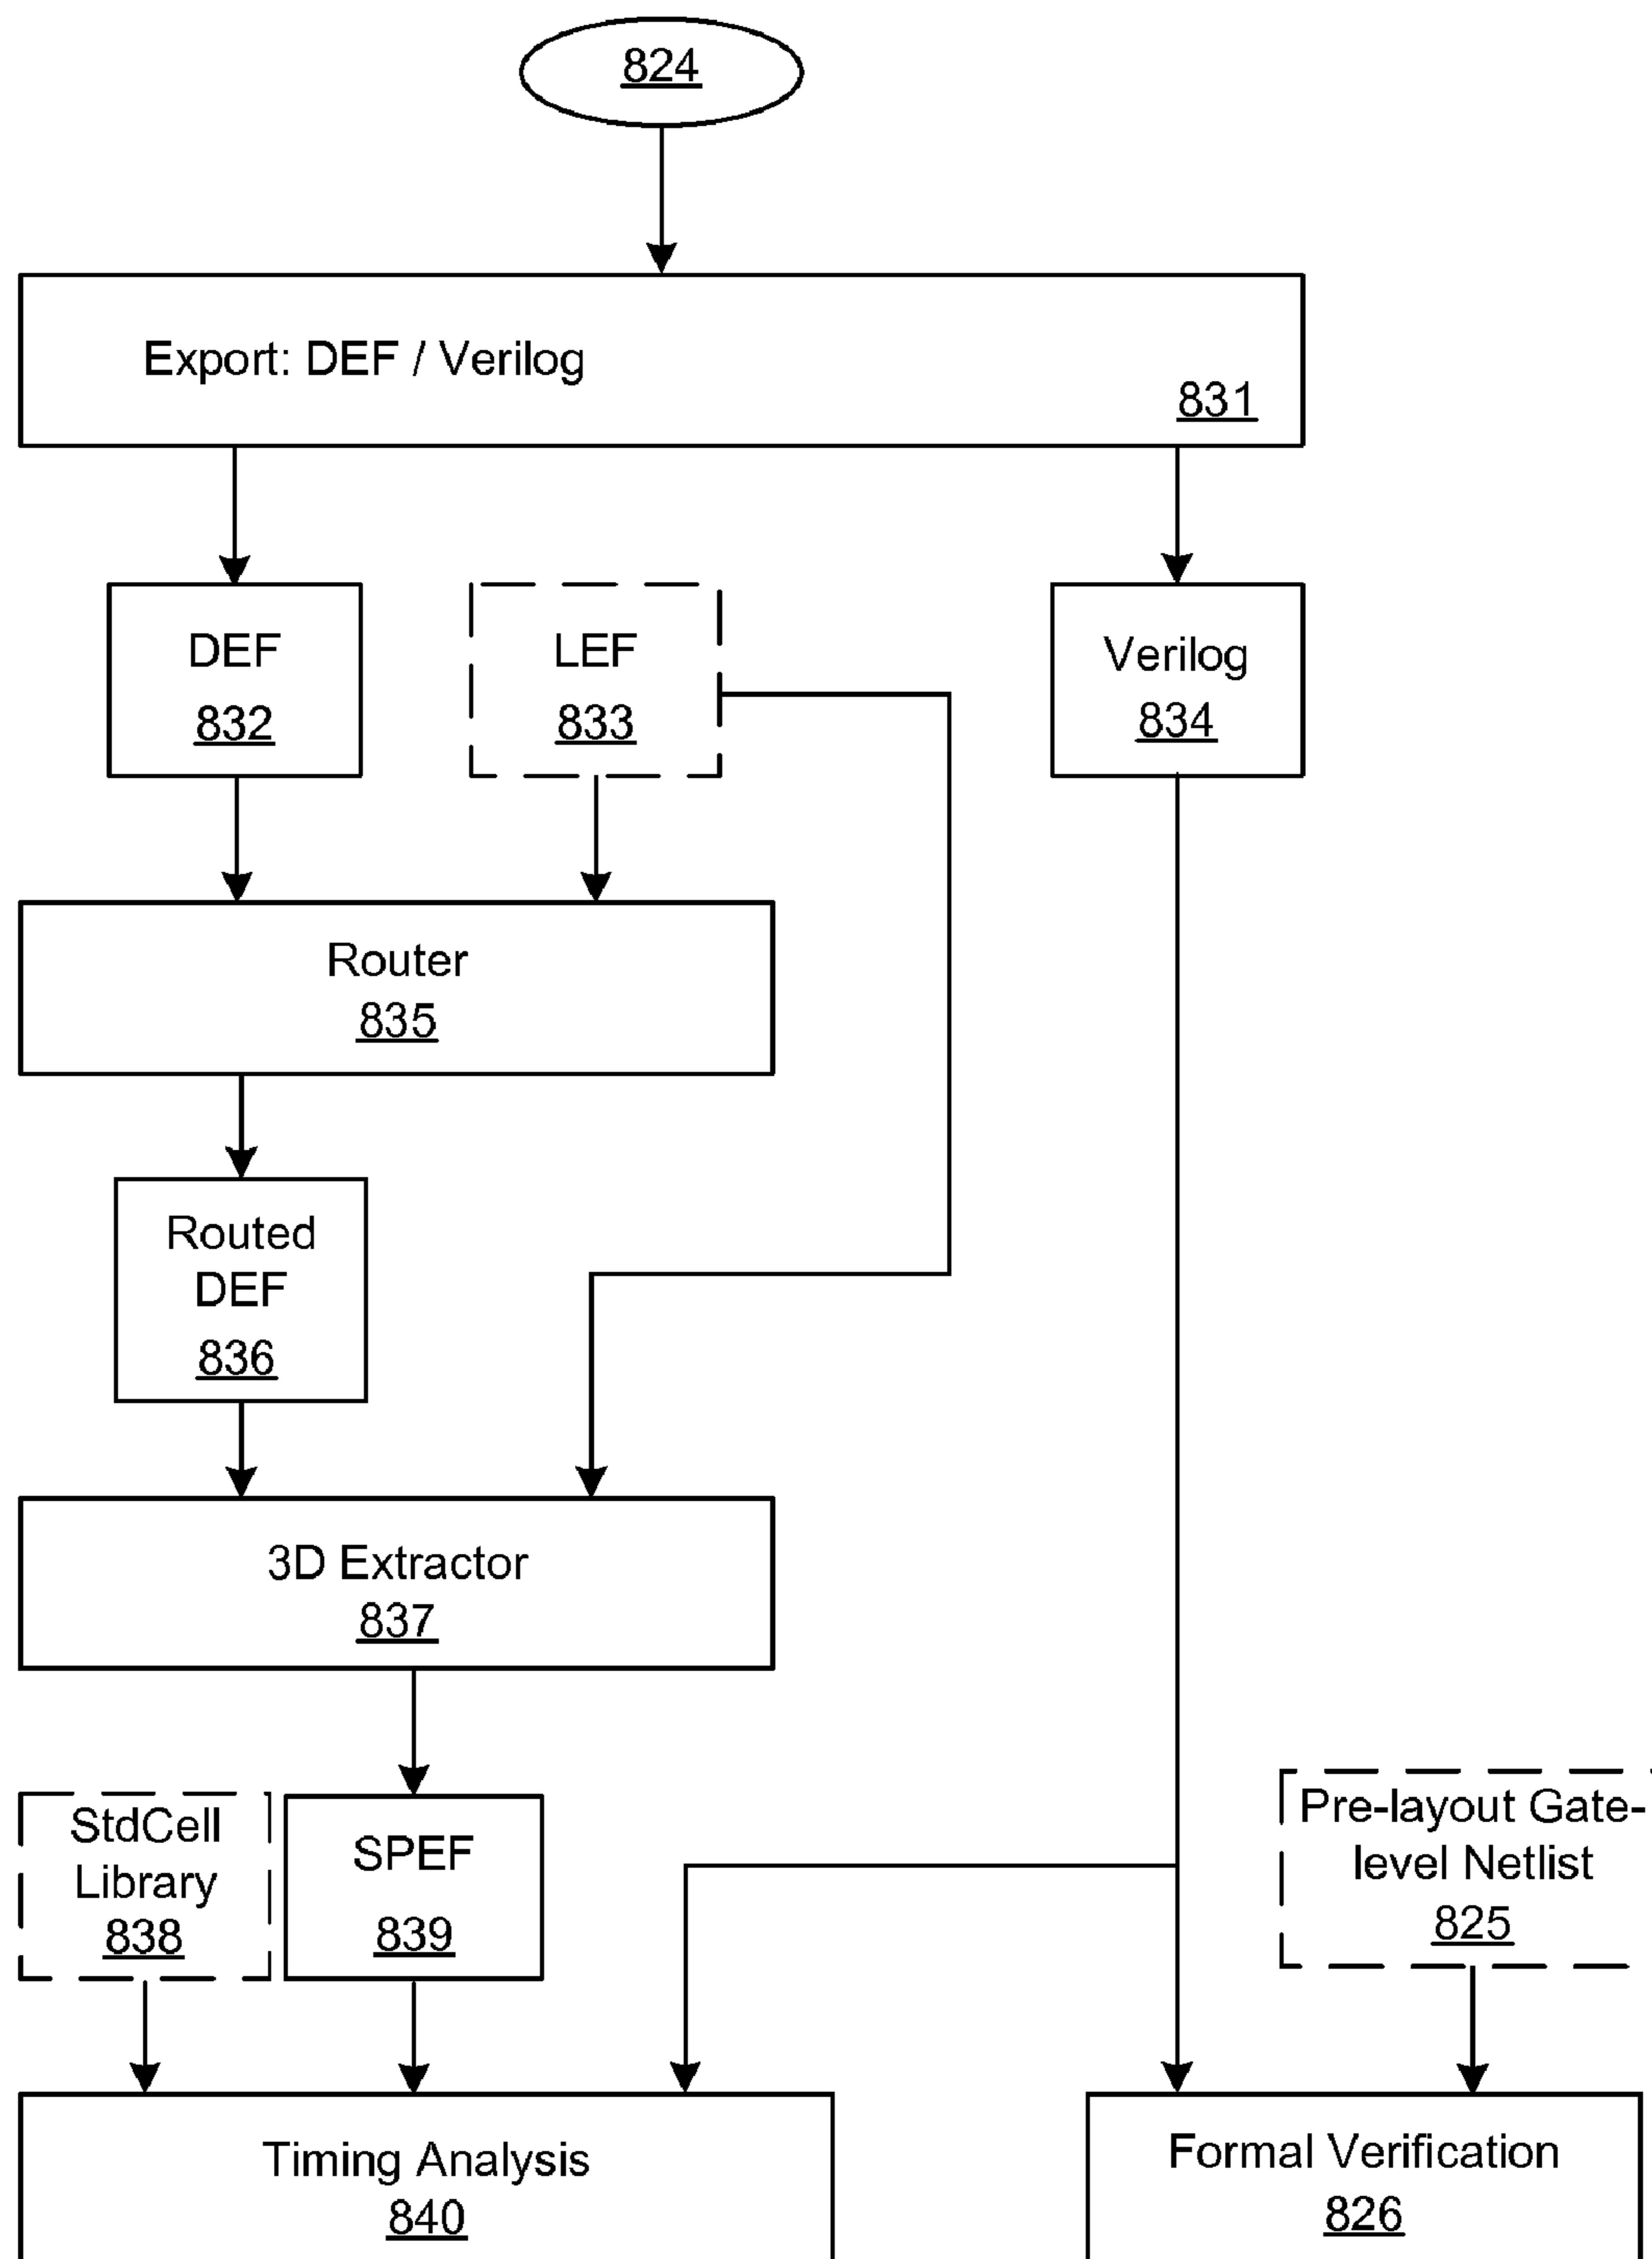 824
Export: DEF / Verilog
831
DEF
832
LEF
833
Verilog
834
Router
835
Routed
DEF
836
3D Extractor
837
StdCell
Library
838
SPEF
839
Pre-layout Gate-
level Netlist
825
Timing Analysis
840
Formal Verification
826